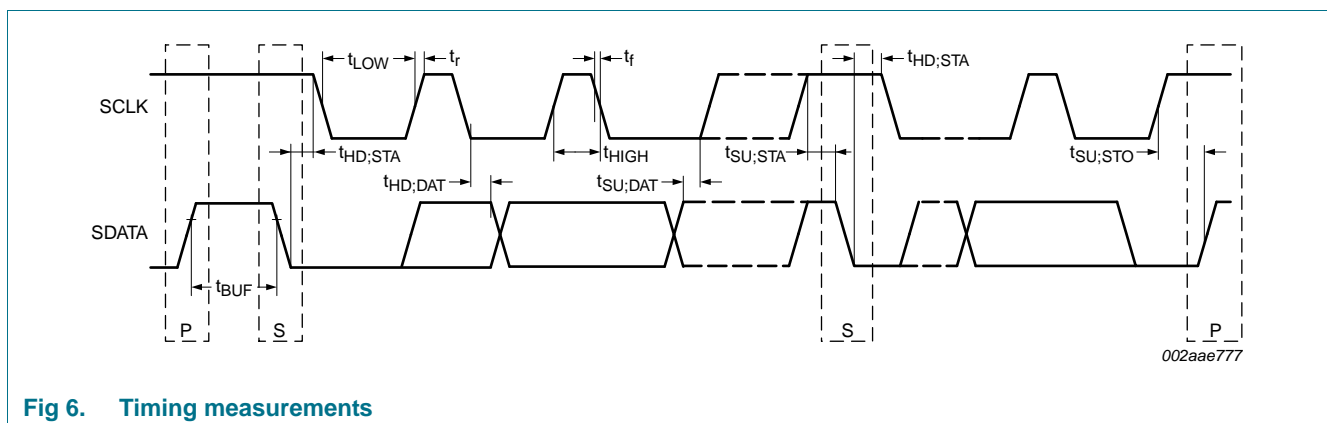 tLOW tr tf tHD;STA
SCLK
tHD;STA tHIGH tSU;STA tSU;STO
tHD;DAT tSU;DAT
SDATA
tBUF
P S S P
002aae777
Fig 6. Timing measurements